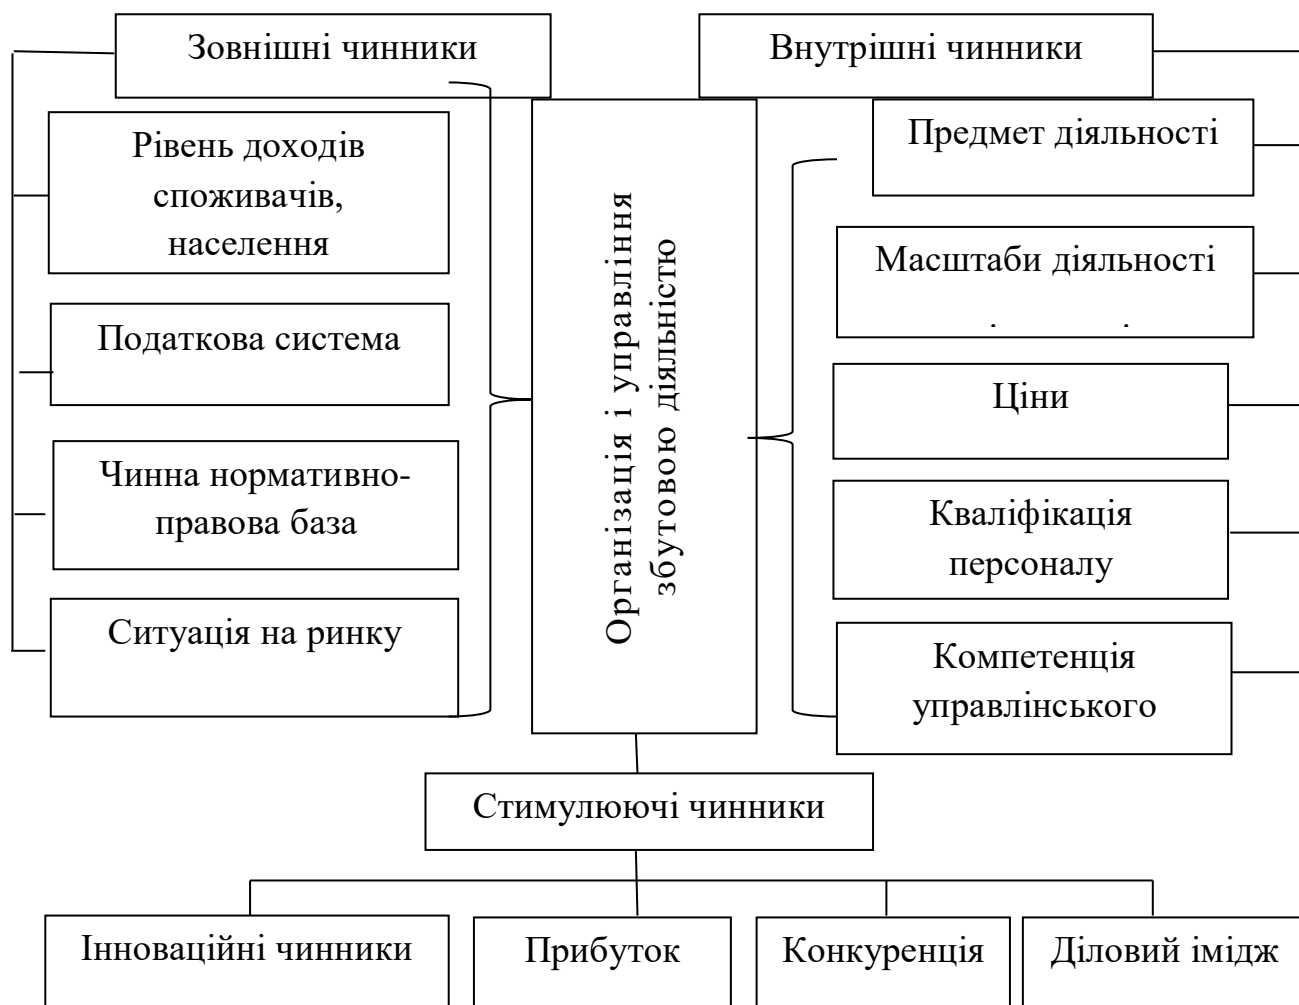 Зовнішні чинники
Внутрішні чинники
Рівень доходів
споживачів,
населення
Податкова система
Чинна нормативно-
правова база
Ситуація на ринку
Організація і управління
збутовою діяльністю
Предмет діяльності
Масштаби діяльності
Ціни
Кваліфікація
персоналу
Компетенція
управлінського
Стимулюючі чинники
Інноваційні чинники
Прибуток
Конкуренція
Діловий імідж